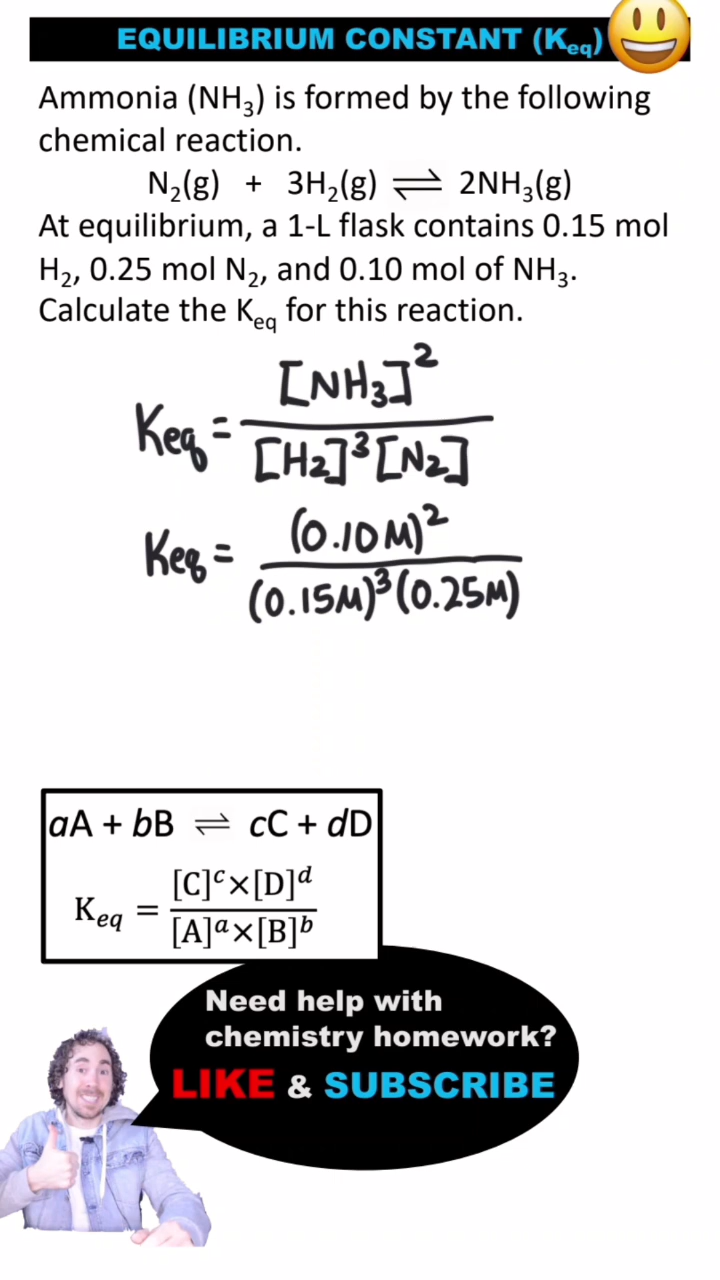 EQUILIBRIUM CONSTANT (Keq)
Ammonia (NH₃) is formed by the following
chemical reaction.
N₂(g) + 3H₂(g) ⇌ 2NH₃(g)
At equilibrium, a 1-L flask contains 0.15 mol
H₂, 0.25 mol N₂, and 0.10 mol of NH₃.
Calculate the Keq for this reaction.
[NH₃]²
Keq =
[H₂]³[N₂]
(0.10M)²
Keq =
(0.15M)³(0.25M)
aA + bB ⇌ cC + dD
[C]ᶜ×[D]ᵈ
Keq =
[A]ᵃ×[B]ᵇ
Need help with
chemistry homework?
LIKE & SUBSCRIBE